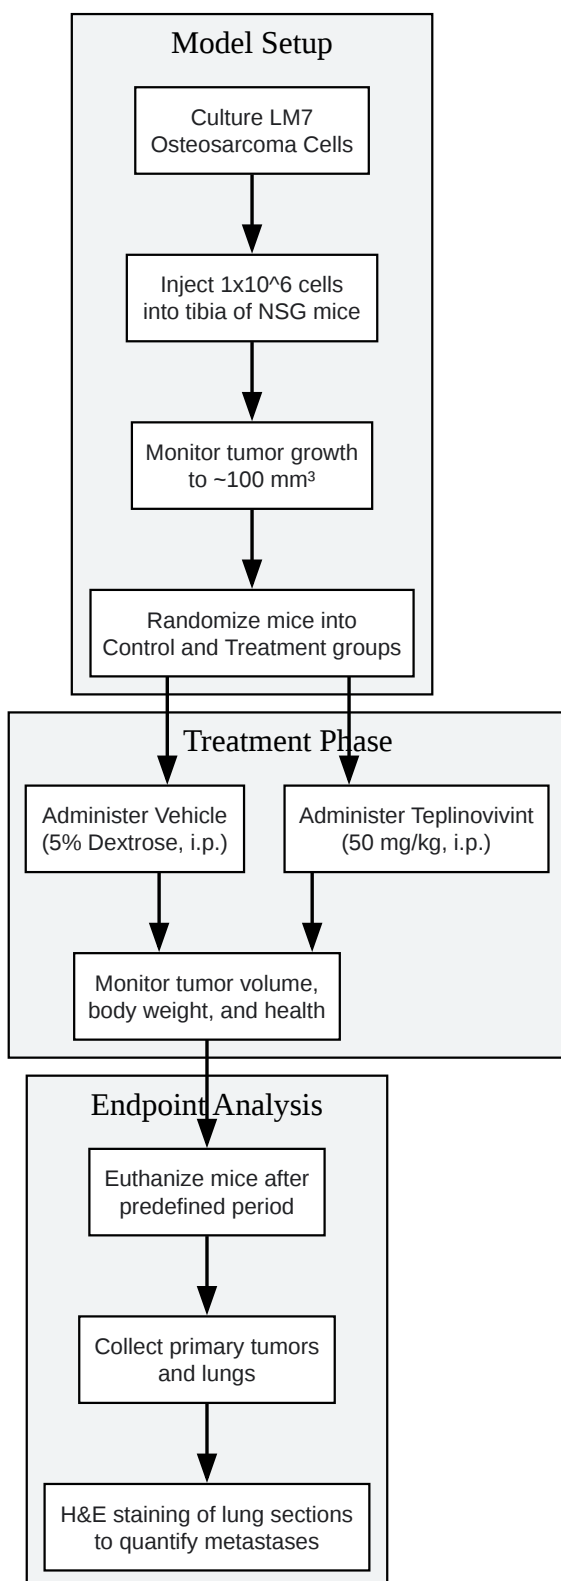 Model Setup
Culture LM7
Osteosarcoma Cells
Inject 1x10^6 cells
into tibia of NSG mice
Monitor tumor growth
to ~100 mm³
Randomize mice into
Control and Treatment groups
Treatment Phase
Administer Vehicle
(5% Dextrose, i.p.)
Administer Teplinovivint
(50 mg/kg, i.p.)
Monitor tumor volume,
body weight, and health
Endpoint Analysis
Euthanize mice after
predefined period
Collect primary tumors
and lungs
H&E staining of lung sections
to quantify metastases